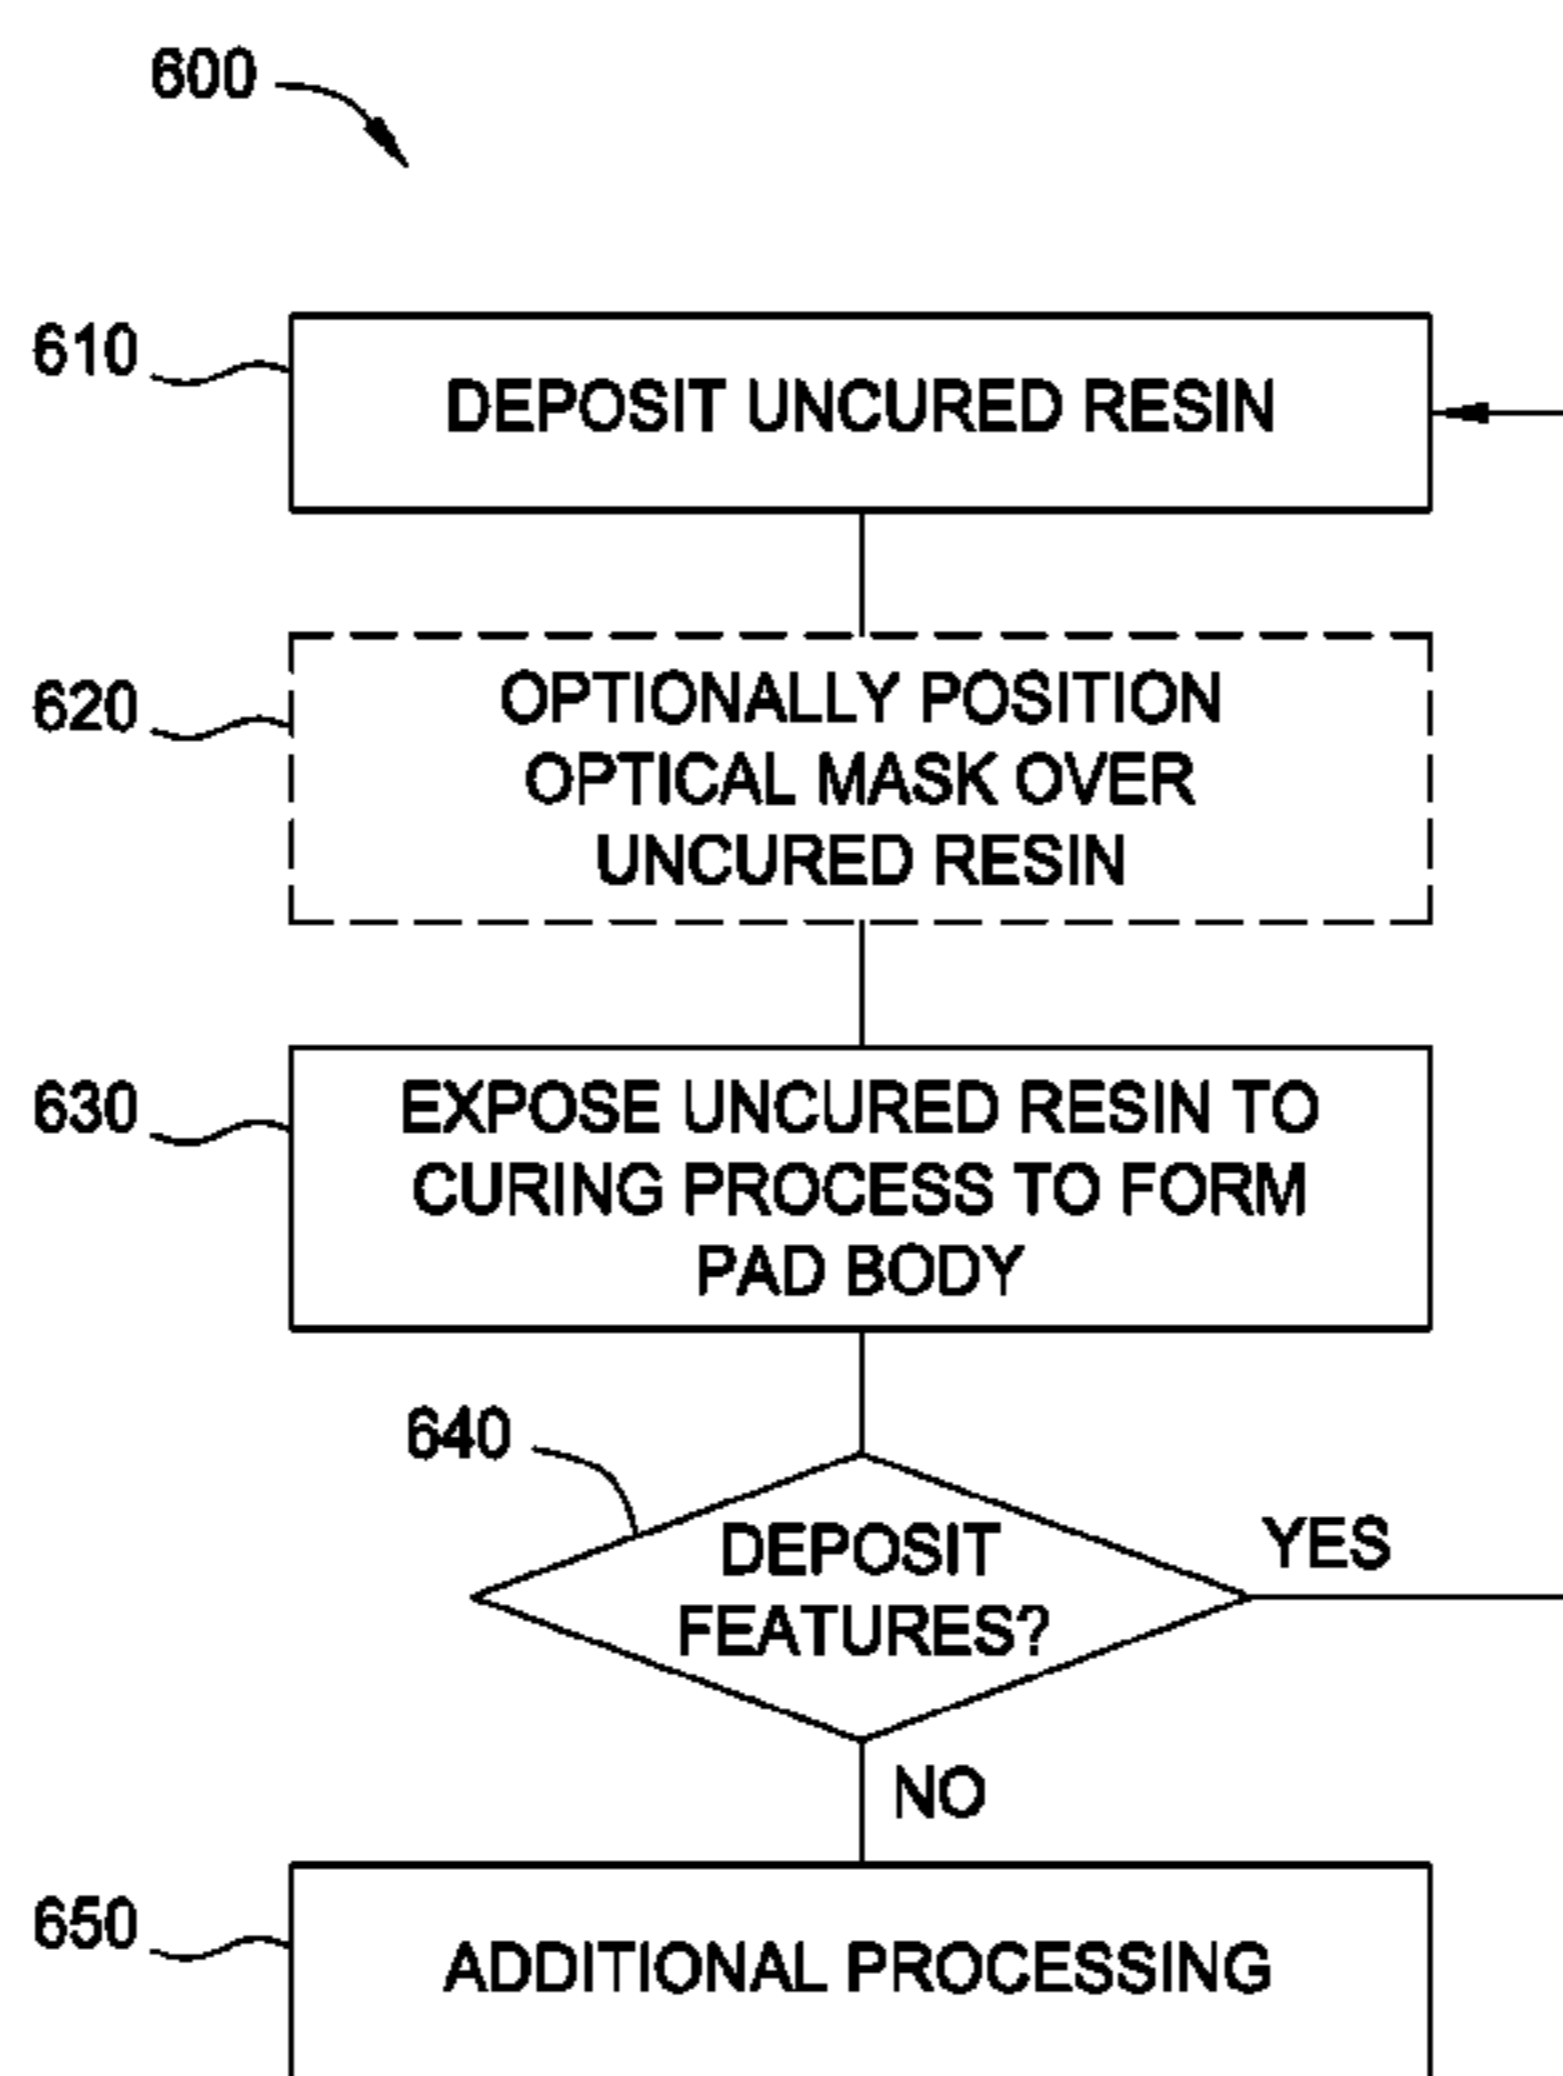 600
610
DEPOSIT UNCURED RESIN
620
OPTIONALLY POSITION
OPTICAL MASK OVER
UNCURED RESIN
630
EXPOSE UNCURED RESIN TO
CURING PROCESS TO FORM
PAD BODY
640
DEPOSIT
FEATURES?
YES
NO
650
ADDITIONAL PROCESSING